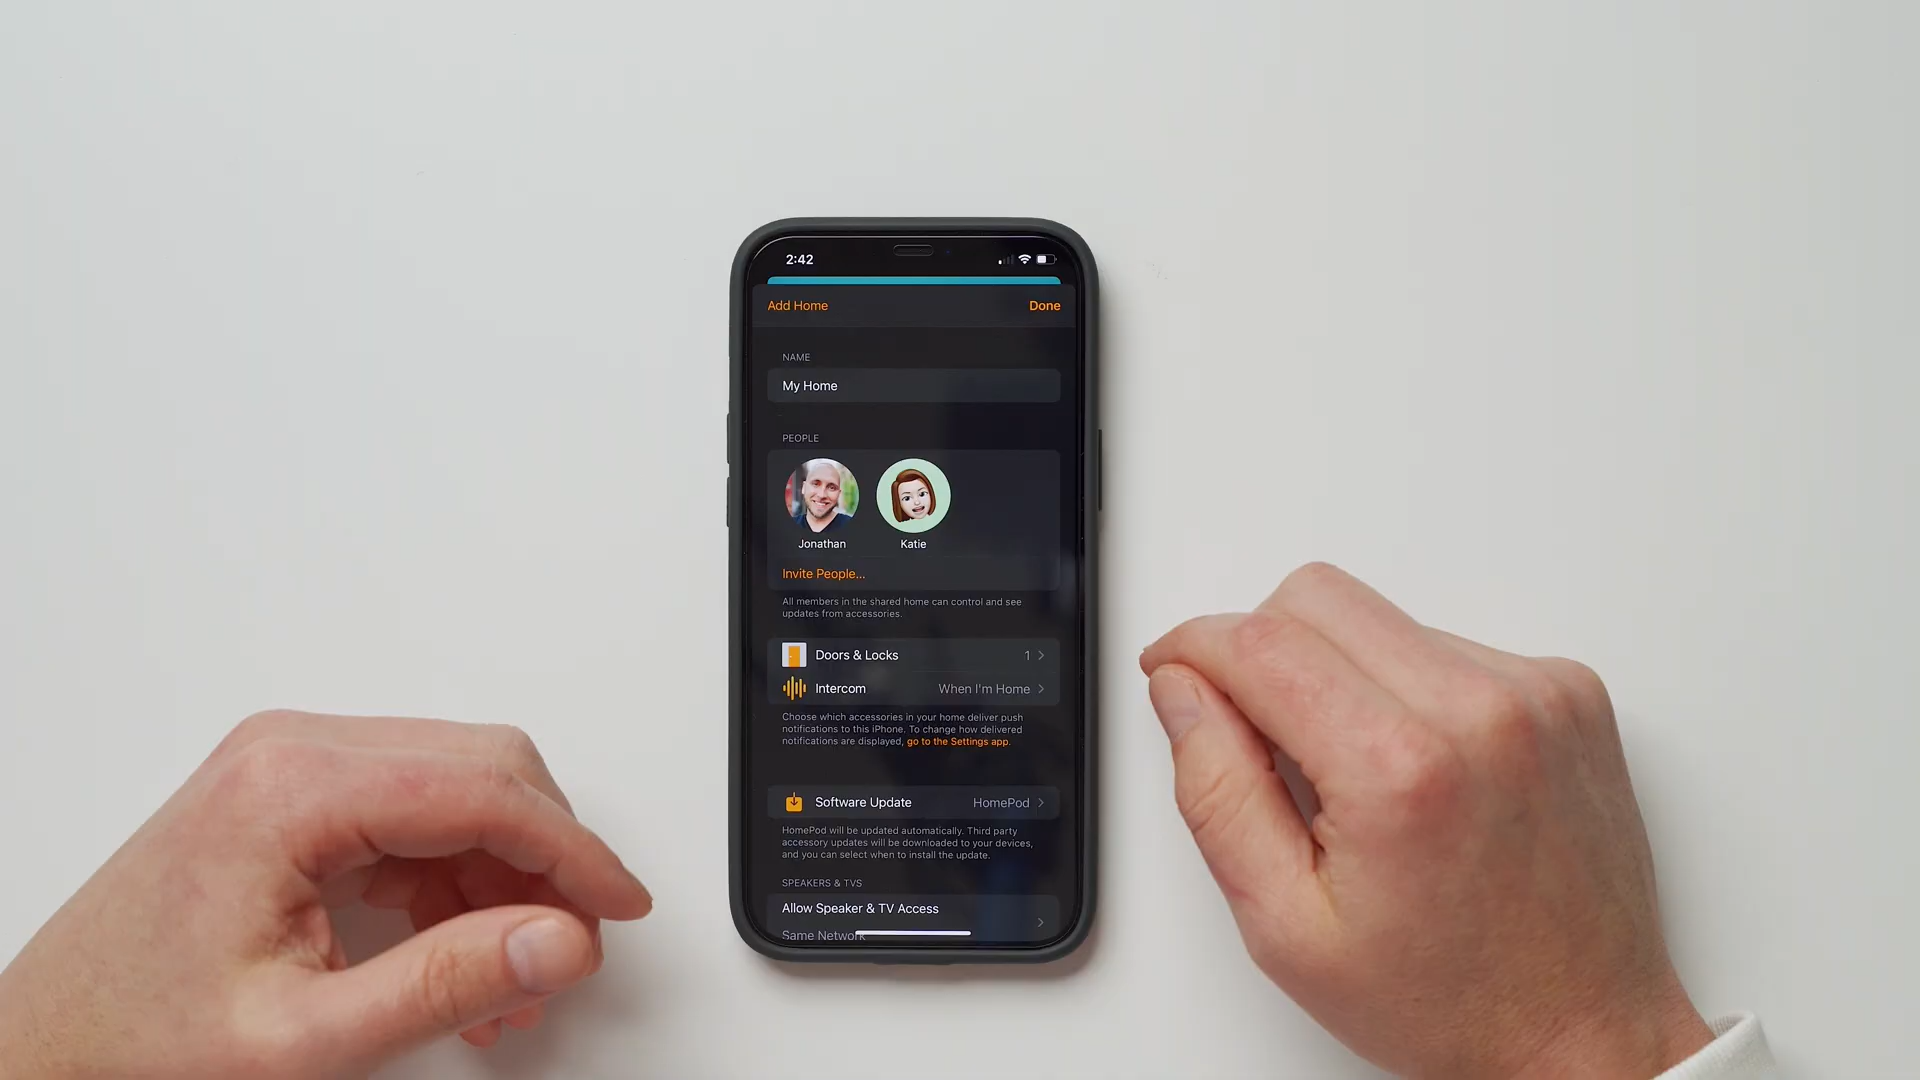 2:42
Add Home
Done
NAME
My Home
PEOPLE
Jonathan
Katie
Invite People...
All members in the shared home can control and see
updates from accessories.
Doors & Locks
1
Intercom
When I'm Home
Choose which accessories in your home deliver push
notifications to this iPhone. To change how delivered
notifications are displayed, go to the Settings app.
Software Update
HomePod
HomePod will be updated automatically. Third party
accessory updates will be downloaded to your devices,
and you can select when to install the update.
SPEAKERS & TVS
Allow Speaker & TV Access
Same Network